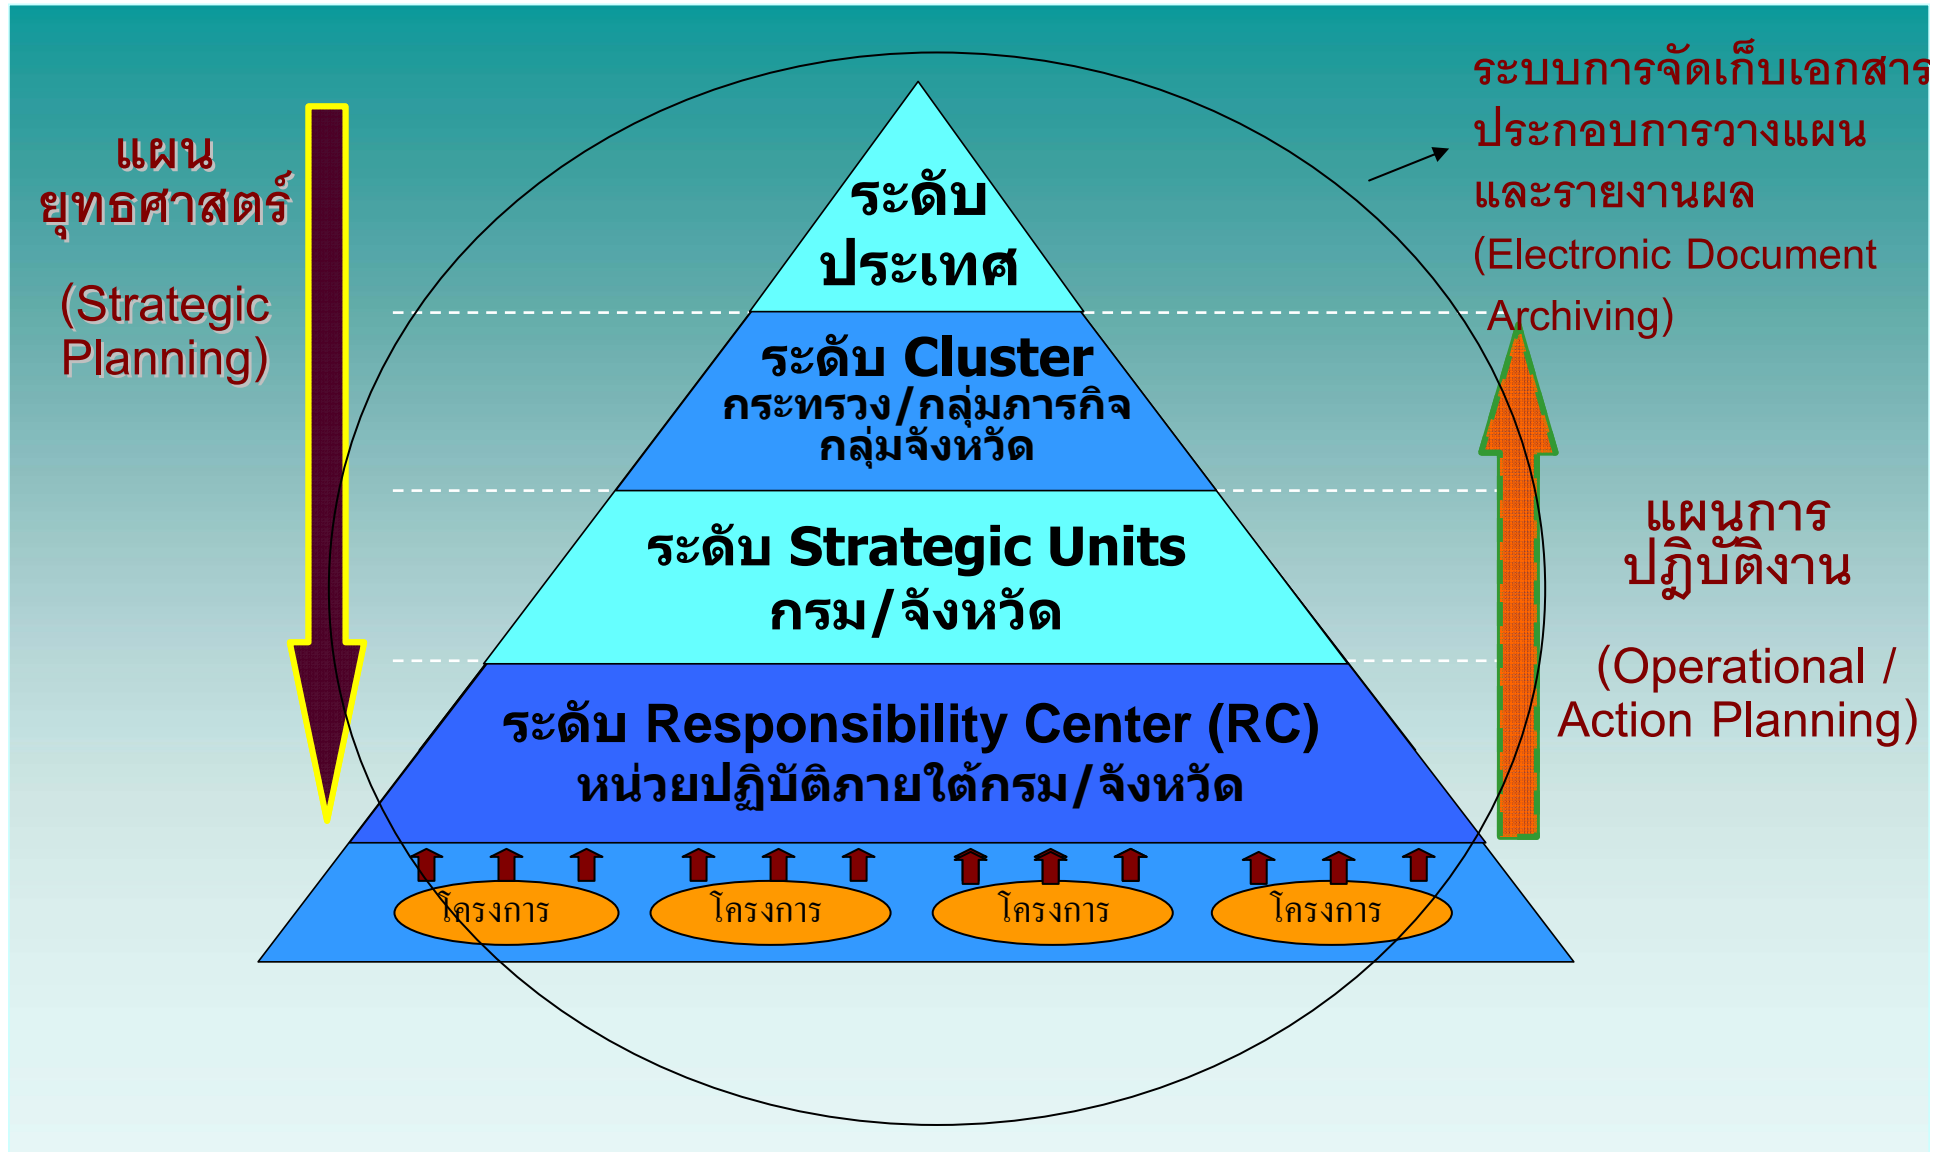 แผน
ยุทธศาสตร์
(Strategic
Planning)
ระดับ
ประเทศ
ระดับ Cluster
กระทรวง/กลุ่มภารกิจ
กลุ่มจังหวัด
ระดับ Strategic Units
กรม/จังหวัด
ระดับ Responsibility Center (RC)
หน่วยปฏิบัติภายใต้กรม/จังหวัด
โครงการ
โครงการ
โครงการ
โครงการ
ระบบการจัดเก็บเอกสาร
ประกอบการวางแผน
และรายงานผล
(Electronic Document
Archiving)
แผนการ
ปฏิบัติงาน
(Operational /
Action Planning)